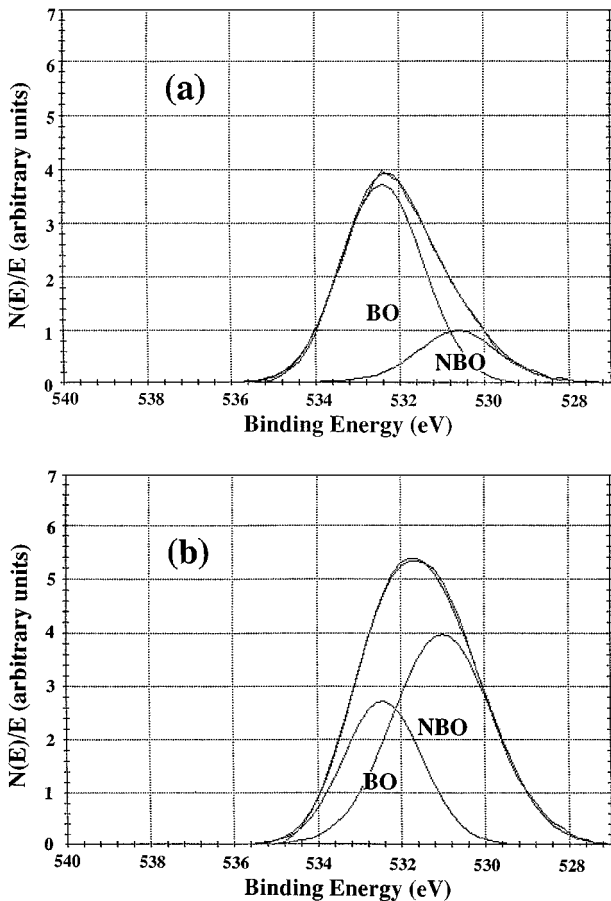 7
6
5
4
3
2
1
0
N(E)/E (arbitrary units)
(a)
BO
NBO
540 538 536 534 532 530 528
Binding Energy (eV)
7
6
5
4
3
2
1
0
N(E)/E (arbitrary units)
(b)
NBO
BO
540 538 536 534 532 530 528
Binding Energy (eV)